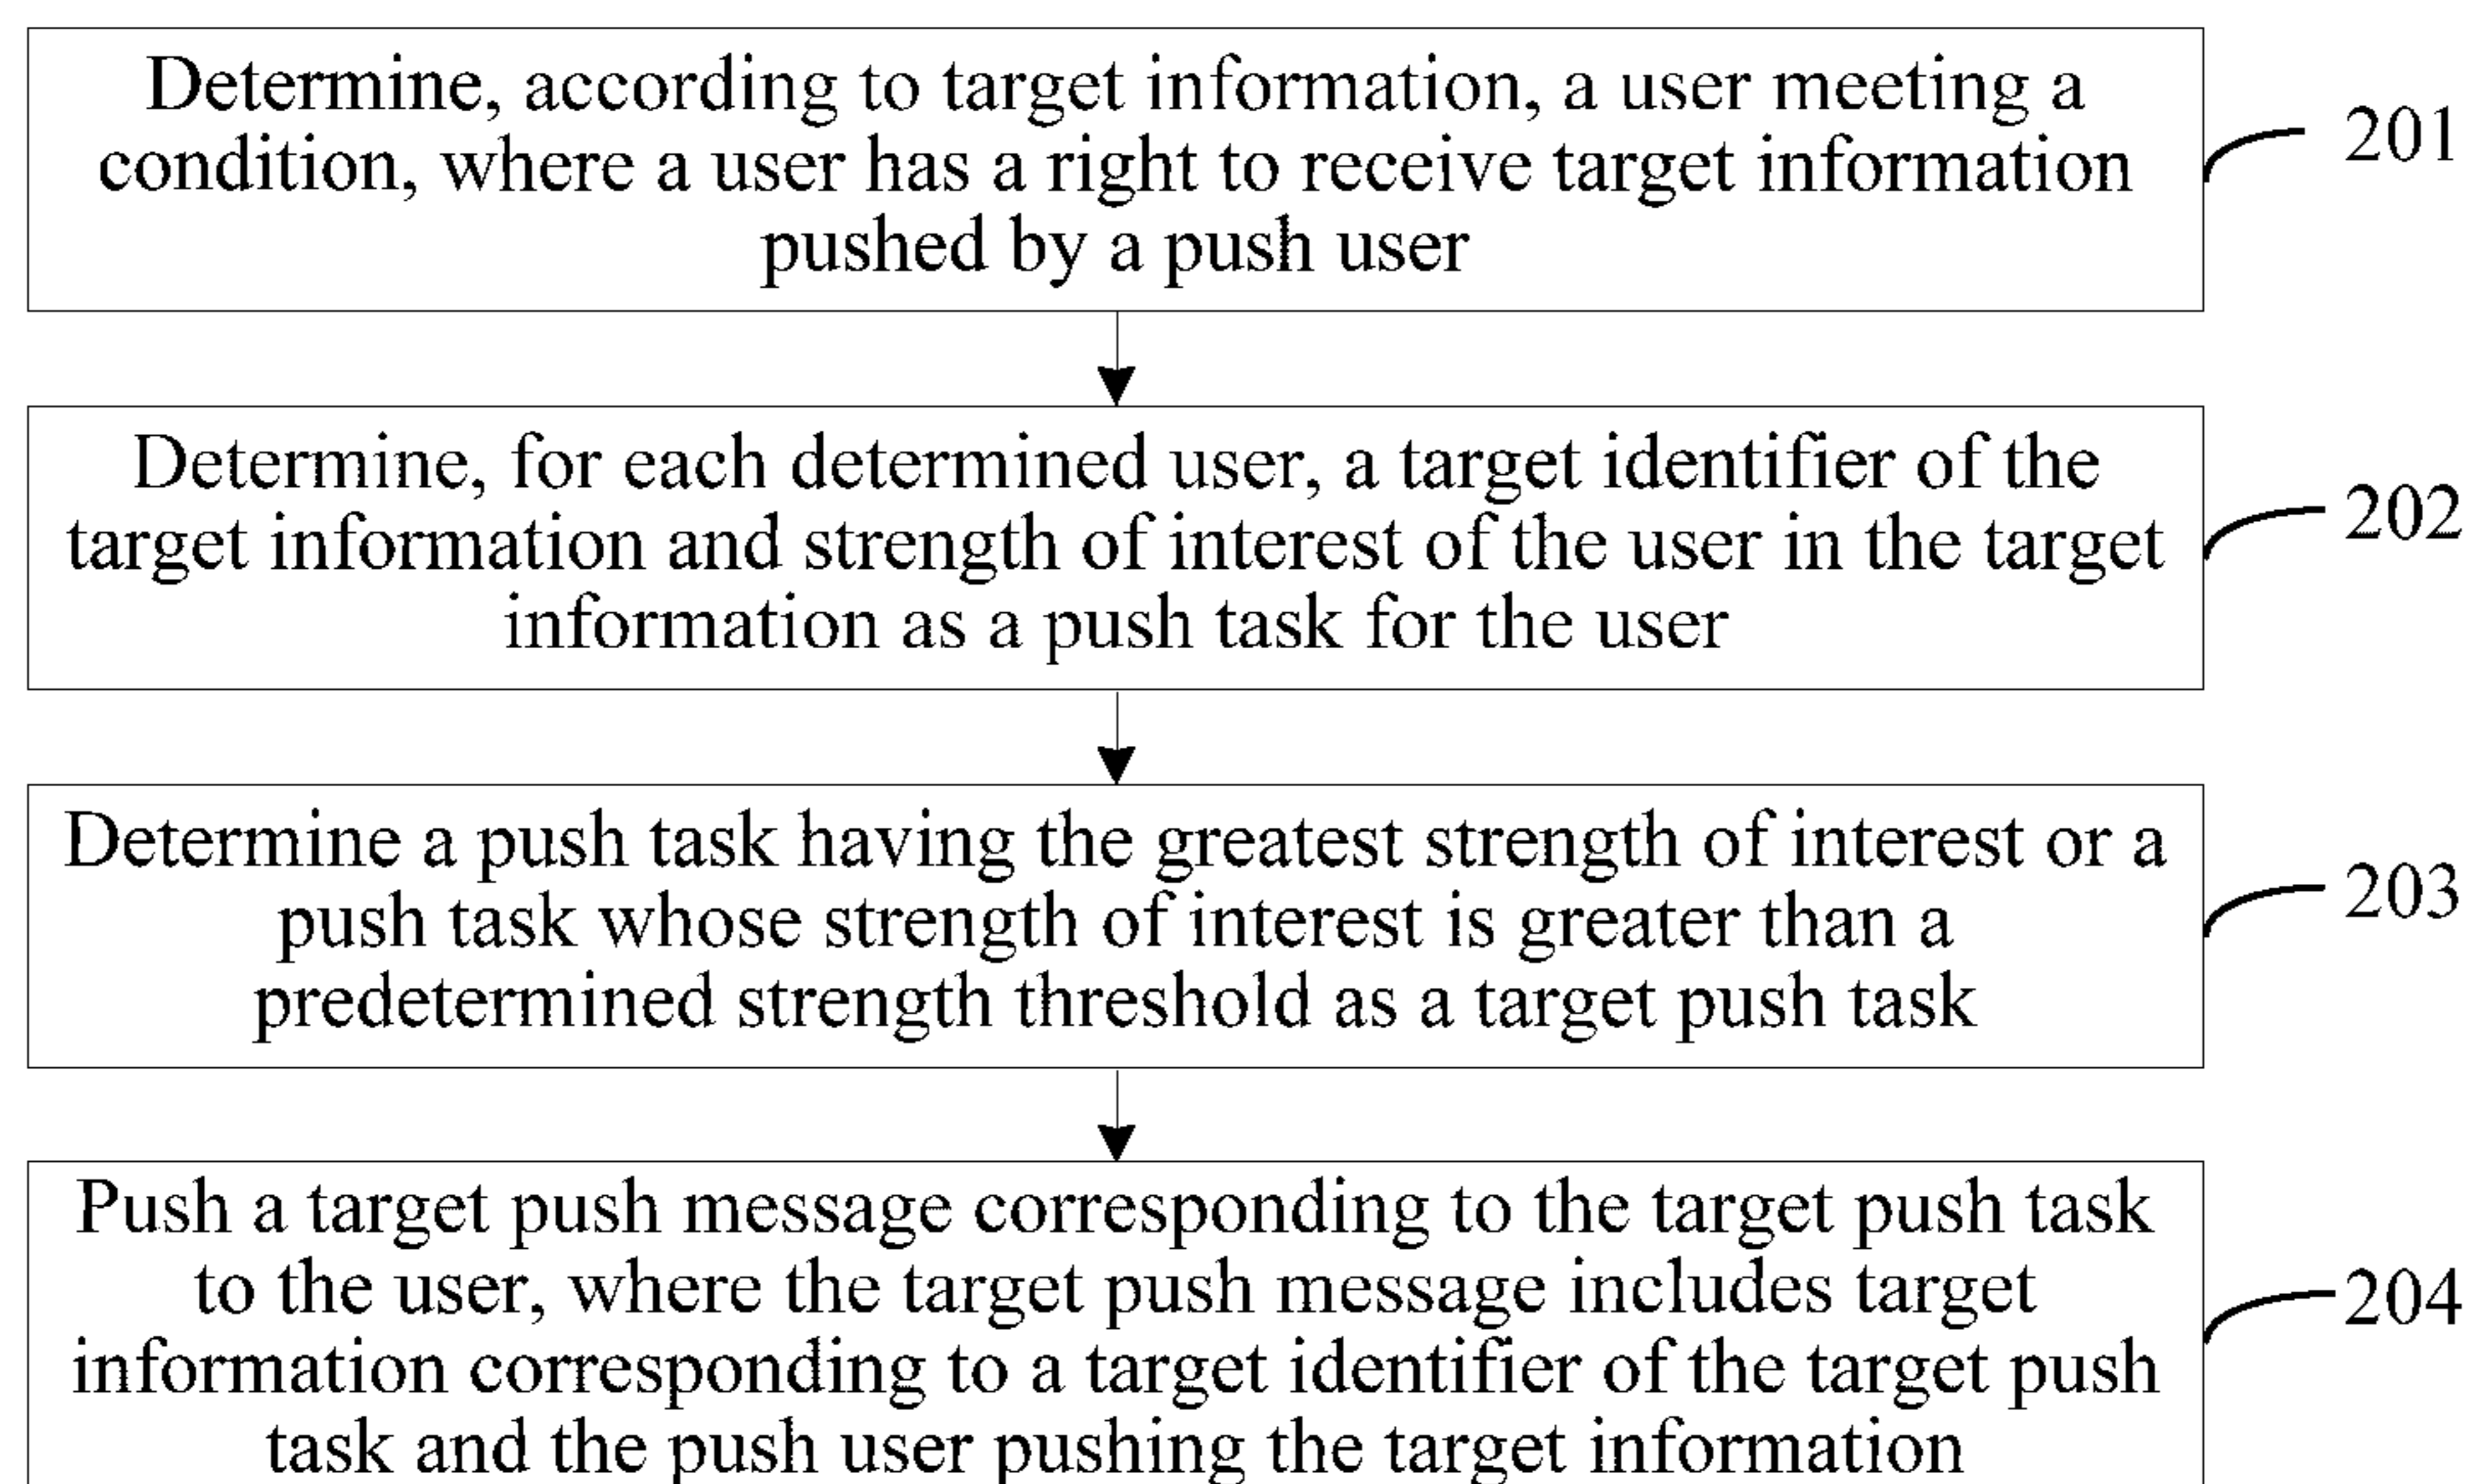 Determine, according to target information, a user meeting a
condition, where a user has a right to receive target information
pushed by a push user
201
Determine, for each determined user, a target identifier of the
target information and strength of interest of the user in the target
information as a push task for the user
202
Determine a push task having the greatest strength of interest or a
push task whose strength of interest is greater than a
predetermined strength threshold as a target push task
203
Push a target push message corresponding to the target push task
to the user, where the target push message includes target
information corresponding to a target identifier of the target push
task and the push user pushing the target information
204